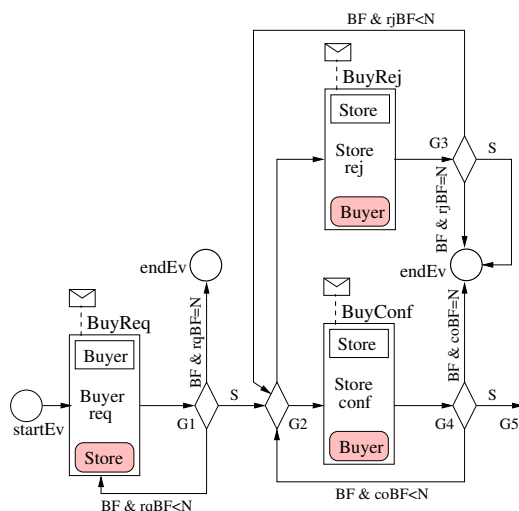 BF & rjBF<N
BuyRej
Store
Store
rej
Buyer
G3
S
BF & rjBF=N
endEv
endEv
BF & rqBF=N
BuyReq
Buyer
Buyer
req
Store
startEv
G1
S
BF & rqBF<N
G2
BuyConf
Store
Store
conf
Buyer
BF & coBF=N
G4
S
G5
BF & coBF<N